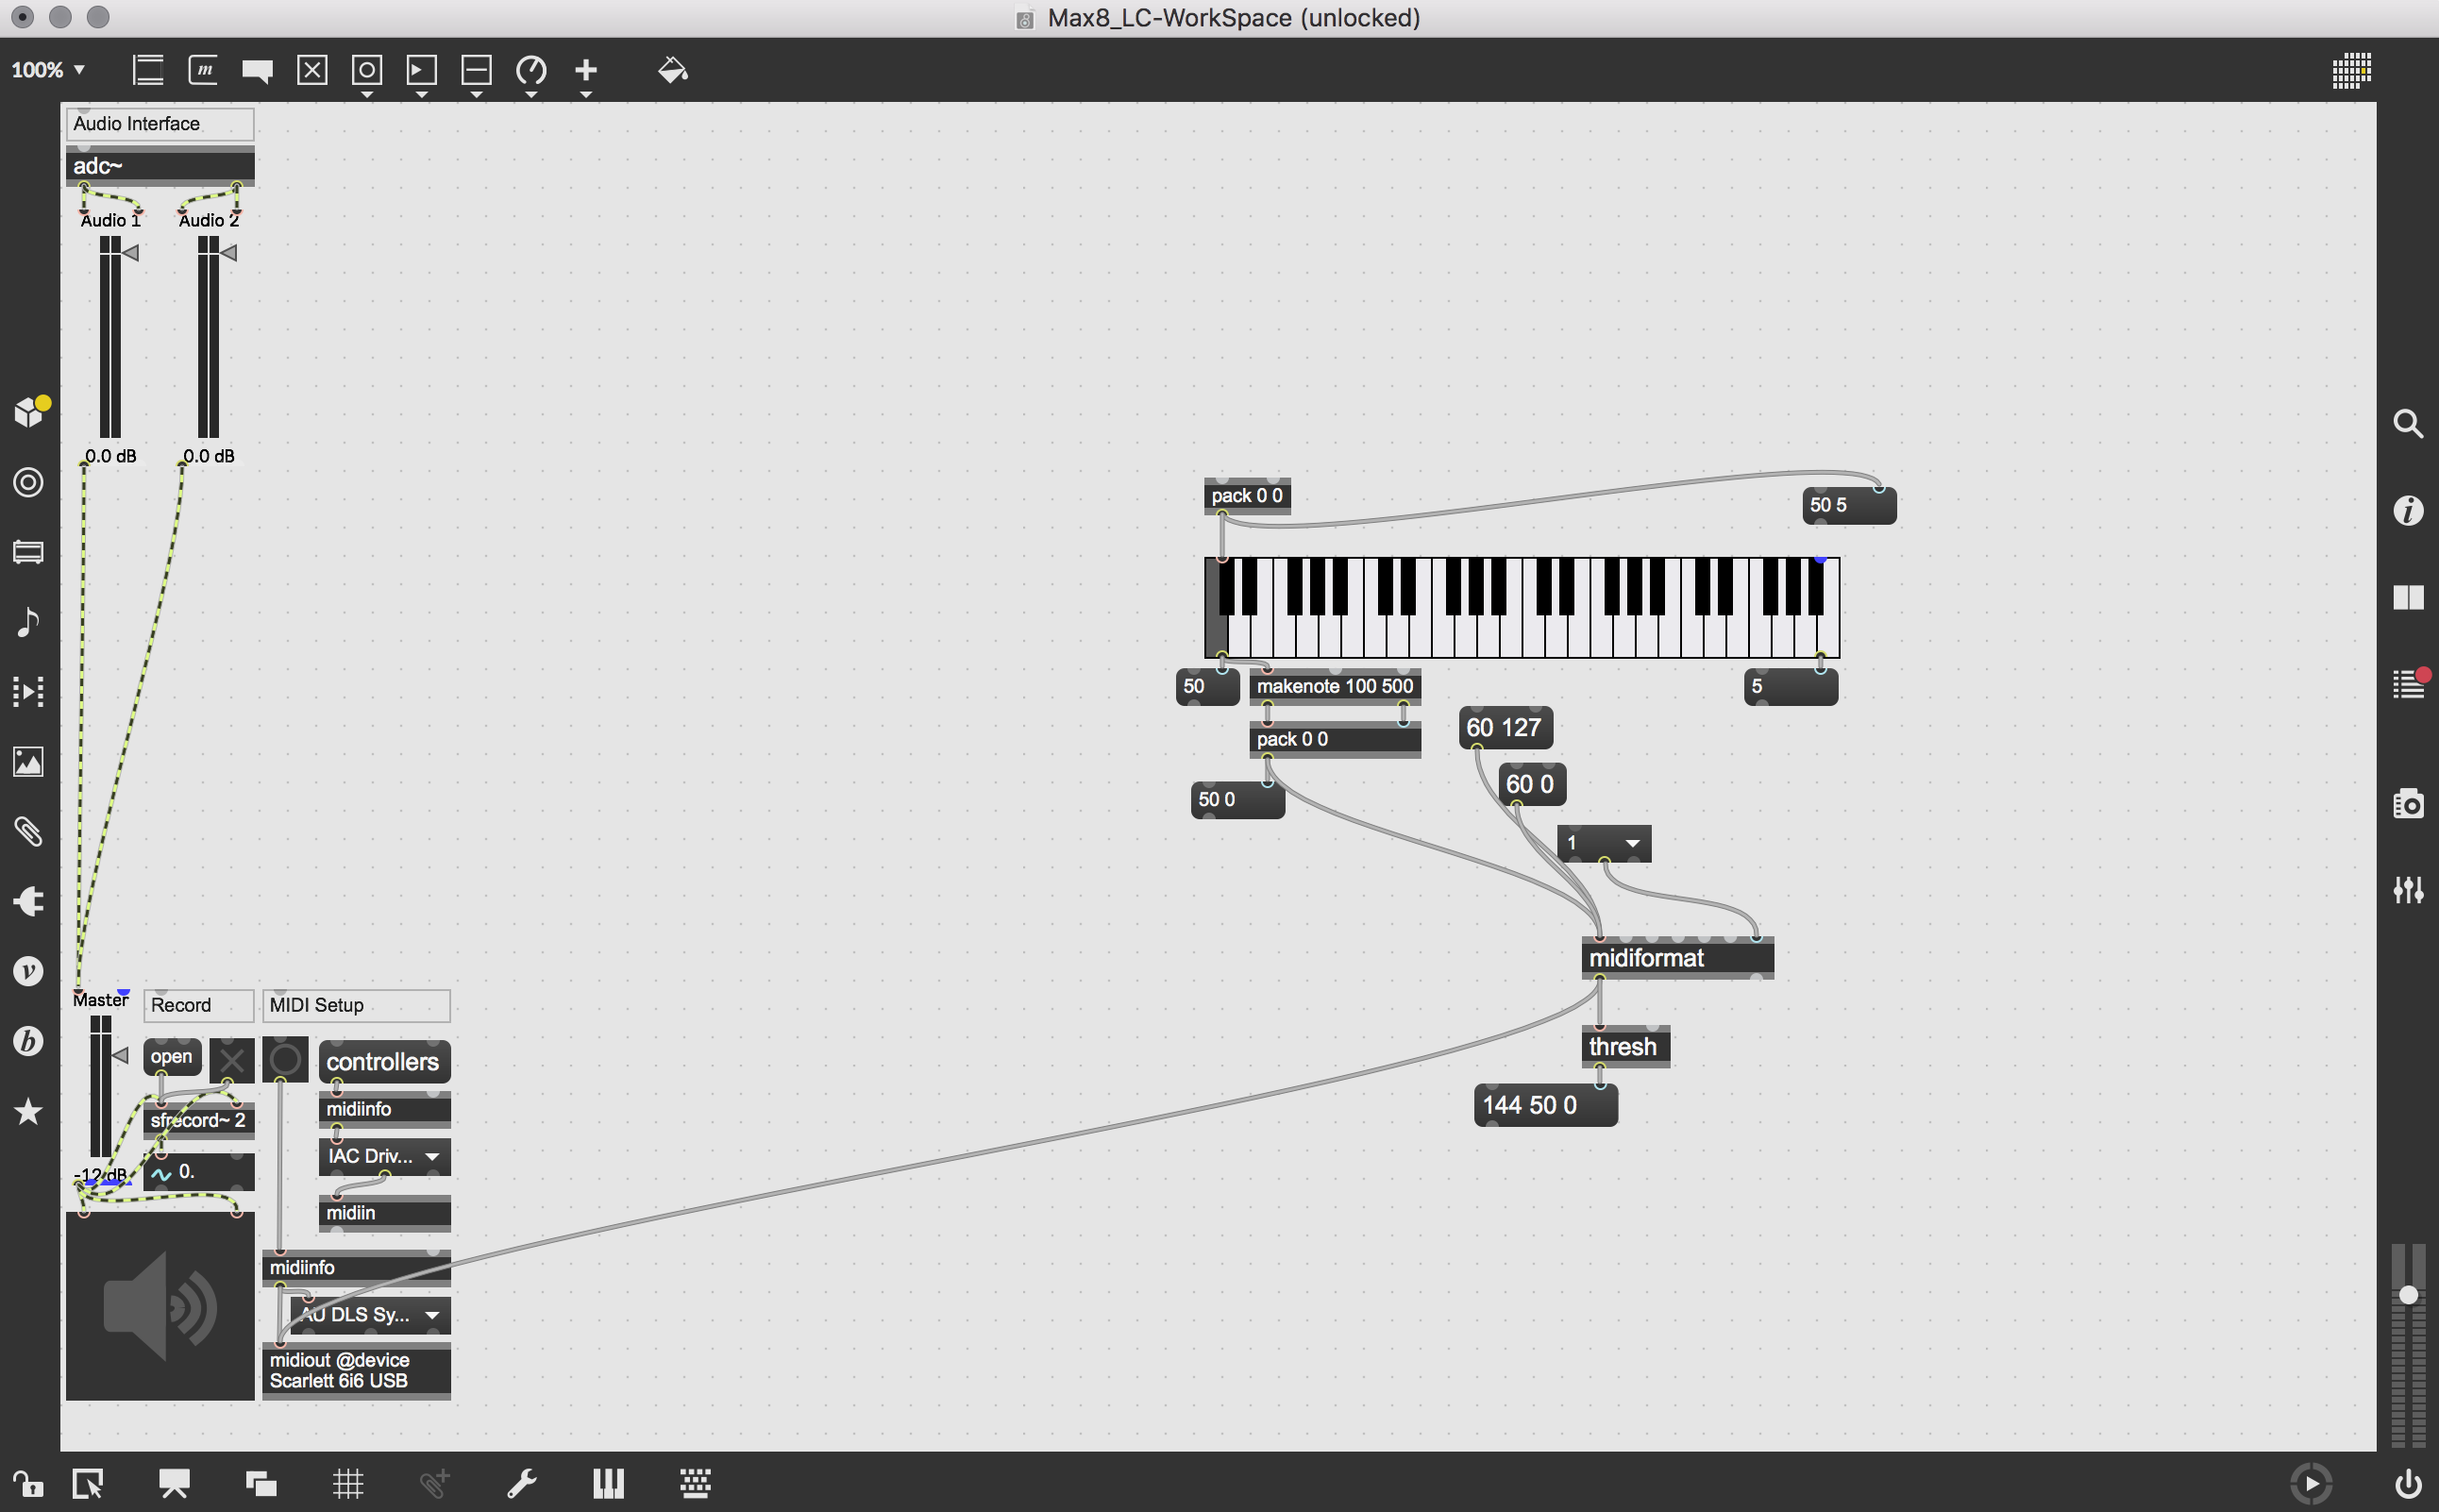 Max8_LC-WorkSpace (unlocked)
100%
m
Audio Interface
adc~
Audio 1
Audio 2
0.0 dB
0.0 dB
pack 0 0
50 5
50
makenote 100 500
5
pack 0 0
60 127
50 0
60 0
1
midiformat
thresh
144 50 0
Master
Record
MIDI Setup
open
controllers
midiinfo
sfrecord~ 2
IAC Driv...
-12 dB
0.
midiin
midiinfo
AU DLS Sy...
midiout @device
Scarlett 6i6 USB
i
v
b